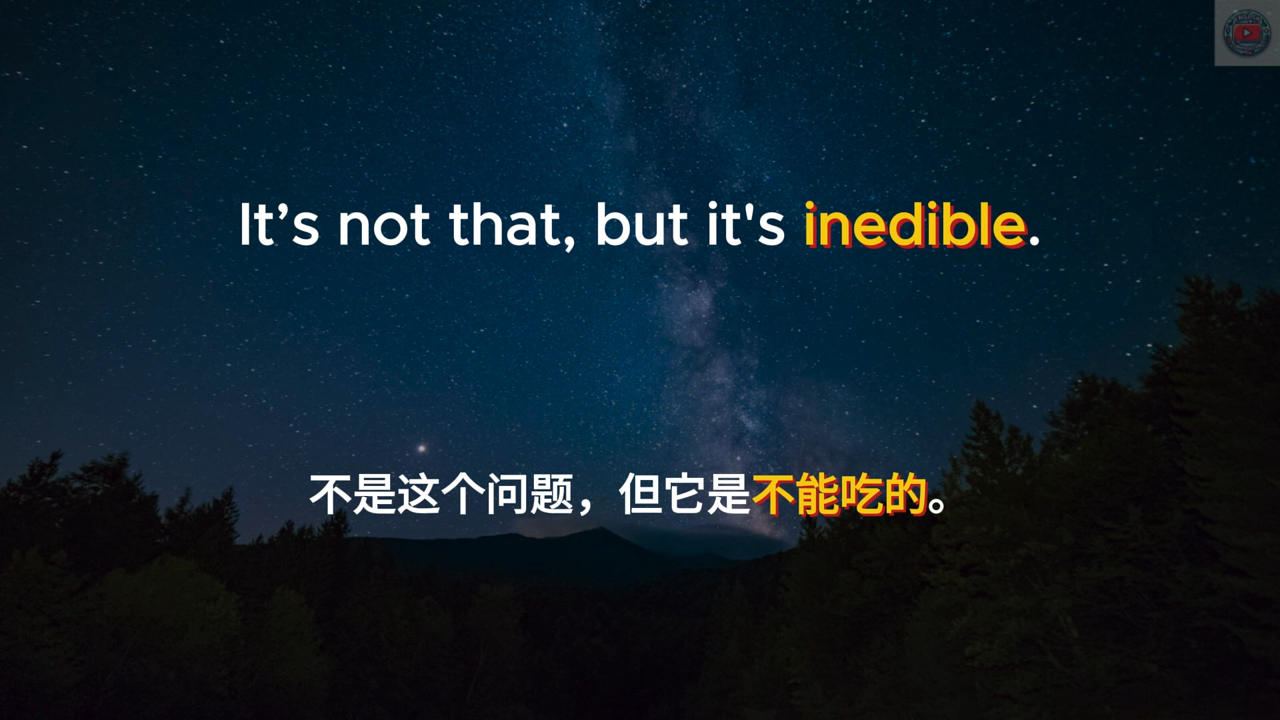 It’s not that, but it's inedible.
不是这个问题，但它是不能吃的。